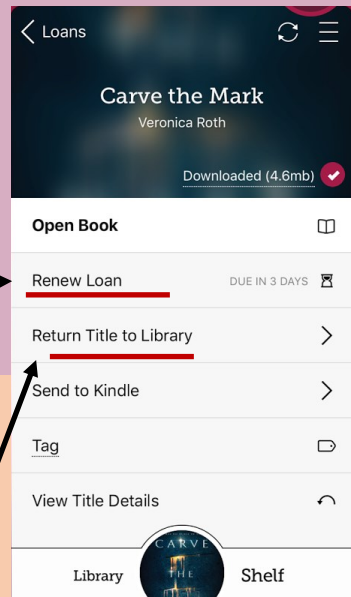 Loans
Carve the Mark
Veronica Roth
Downloaded (4.6mb)
Open Book
Renew Loan DUE IN 3 DAYS
Return Title to Library
Send to Kindle
Tag
View Title Details
CARVE
THE
Library Shelf